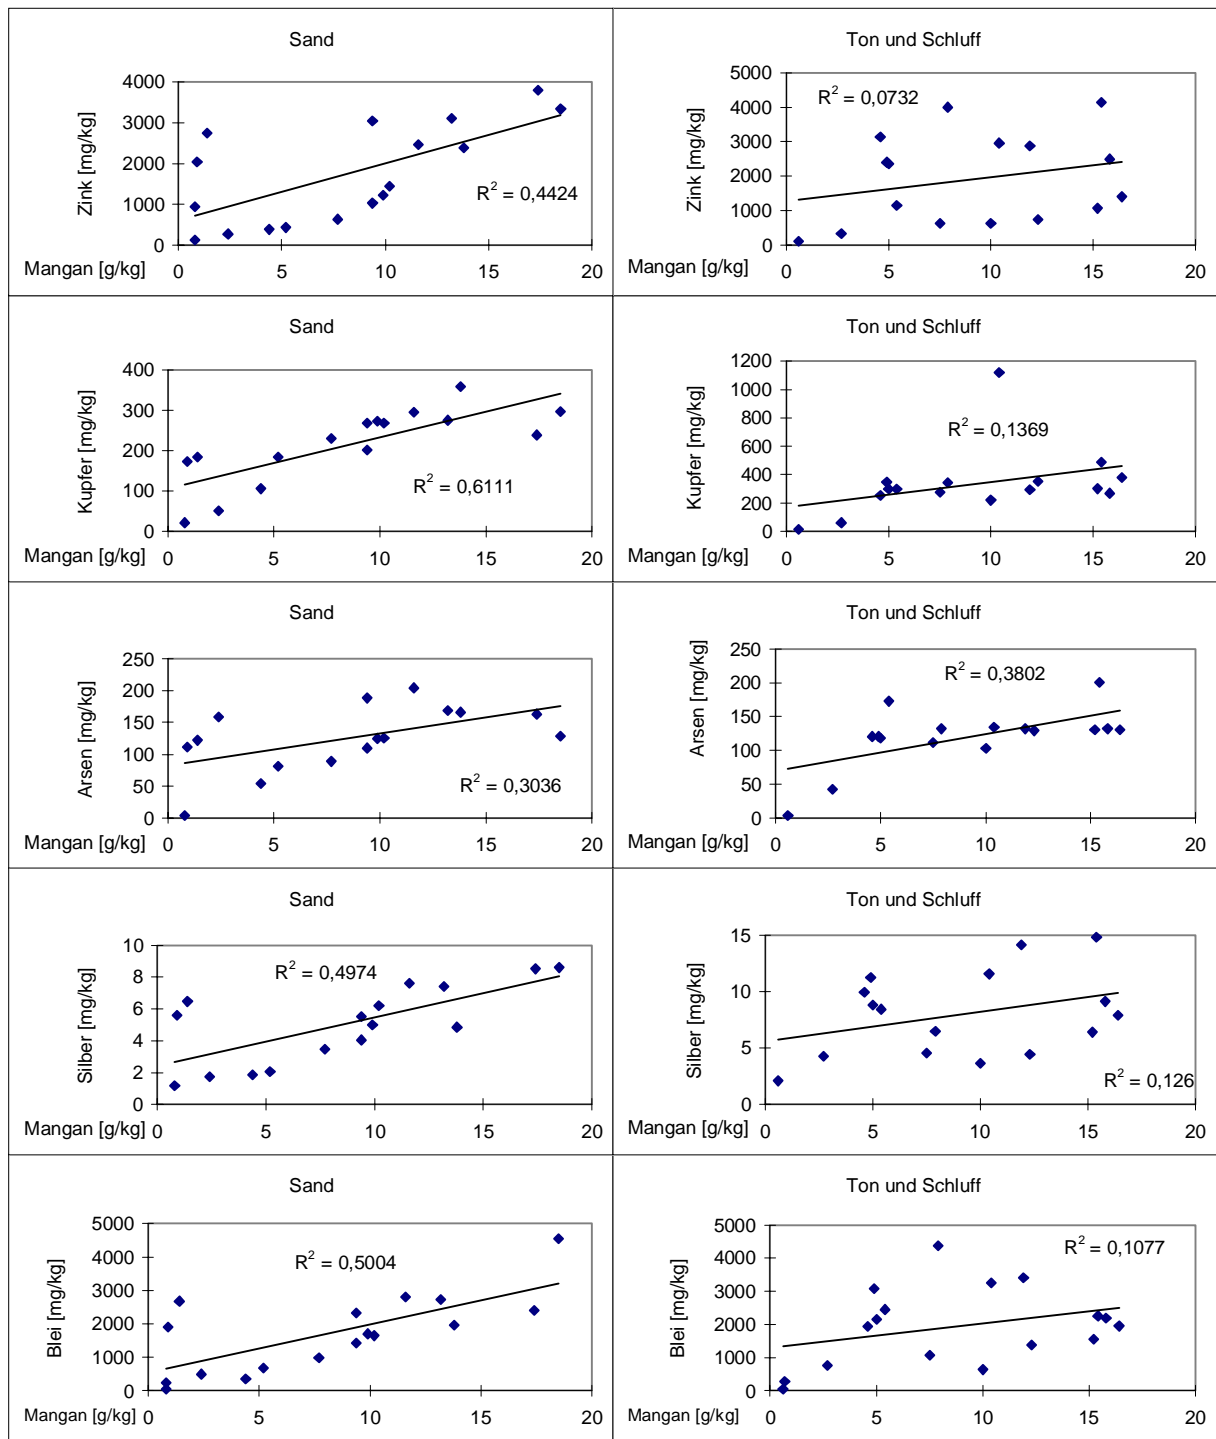 Sand
Zink [mg/kg]
4000
3000
2000
1000
0
R² = 0,4424
Mangan [g/kg] 0 5 10 15 20
Ton und Schluff
Zink [mg/kg]
5000
4000
3000
2000
1000
0
R² = 0,0732
0 5 10 15 20
Sand
Kupfer [mg/kg]
400
300
200
100
0
R² = 0,6111
Mangan [g/kg] 0 5 10 15 20
Ton und Schluff
Kupfer [mg/kg]
1200
1000
800
600
400
200
0
R² = 0,1369
0 5 10 15 20
Sand
Arsen [mg/kg]
250
200
150
100
50
0
R² = 0,3036
Mangan [g/kg] 0 5 10 15 20
Ton und Schluff
Arsen [mg/kg]
250
200
150
100
50
0
R² = 0,3802
0 5 10 15 20
Sand
Silber [mg/kg]
10
8
6
4
2
0
R² = 0,4974
Mangan [g/kg] 0 5 10 15 20
Ton und Schluff
Silber [mg/kg]
15
10
5
0
R² = 0,126
0 5 10 15 20
Sand
Blei [mg/kg]
5000
4000
3000
2000
1000
0
R² = 0,5004
Mangan [g/kg] 0 5 10 15 20
Ton und Schluff
Blei [mg/kg]
5000
4000
3000
2000
1000
0
R² = 0,1077
Mangan [g/kg] 0 5 10 15 20